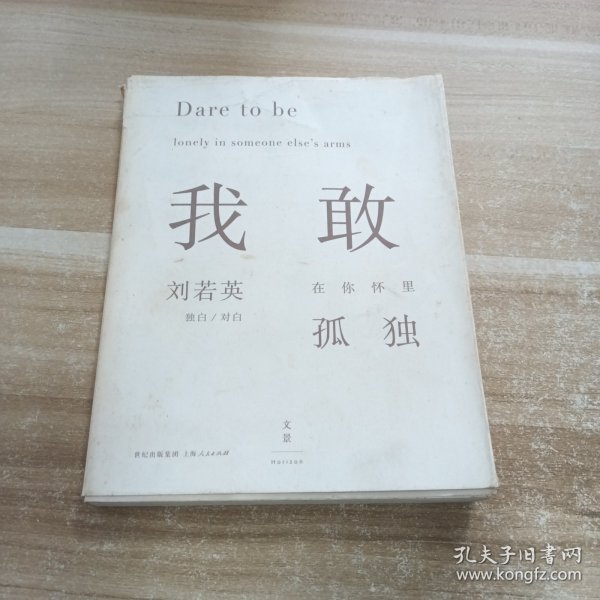 Dare to be
lonely in someone else's arms
我敢
刘若英
独白/对白
在你怀里
孤独
文景
Horizon
世纪出版集团 上海人民出版社
孔夫子旧书网
www.kongfz.com